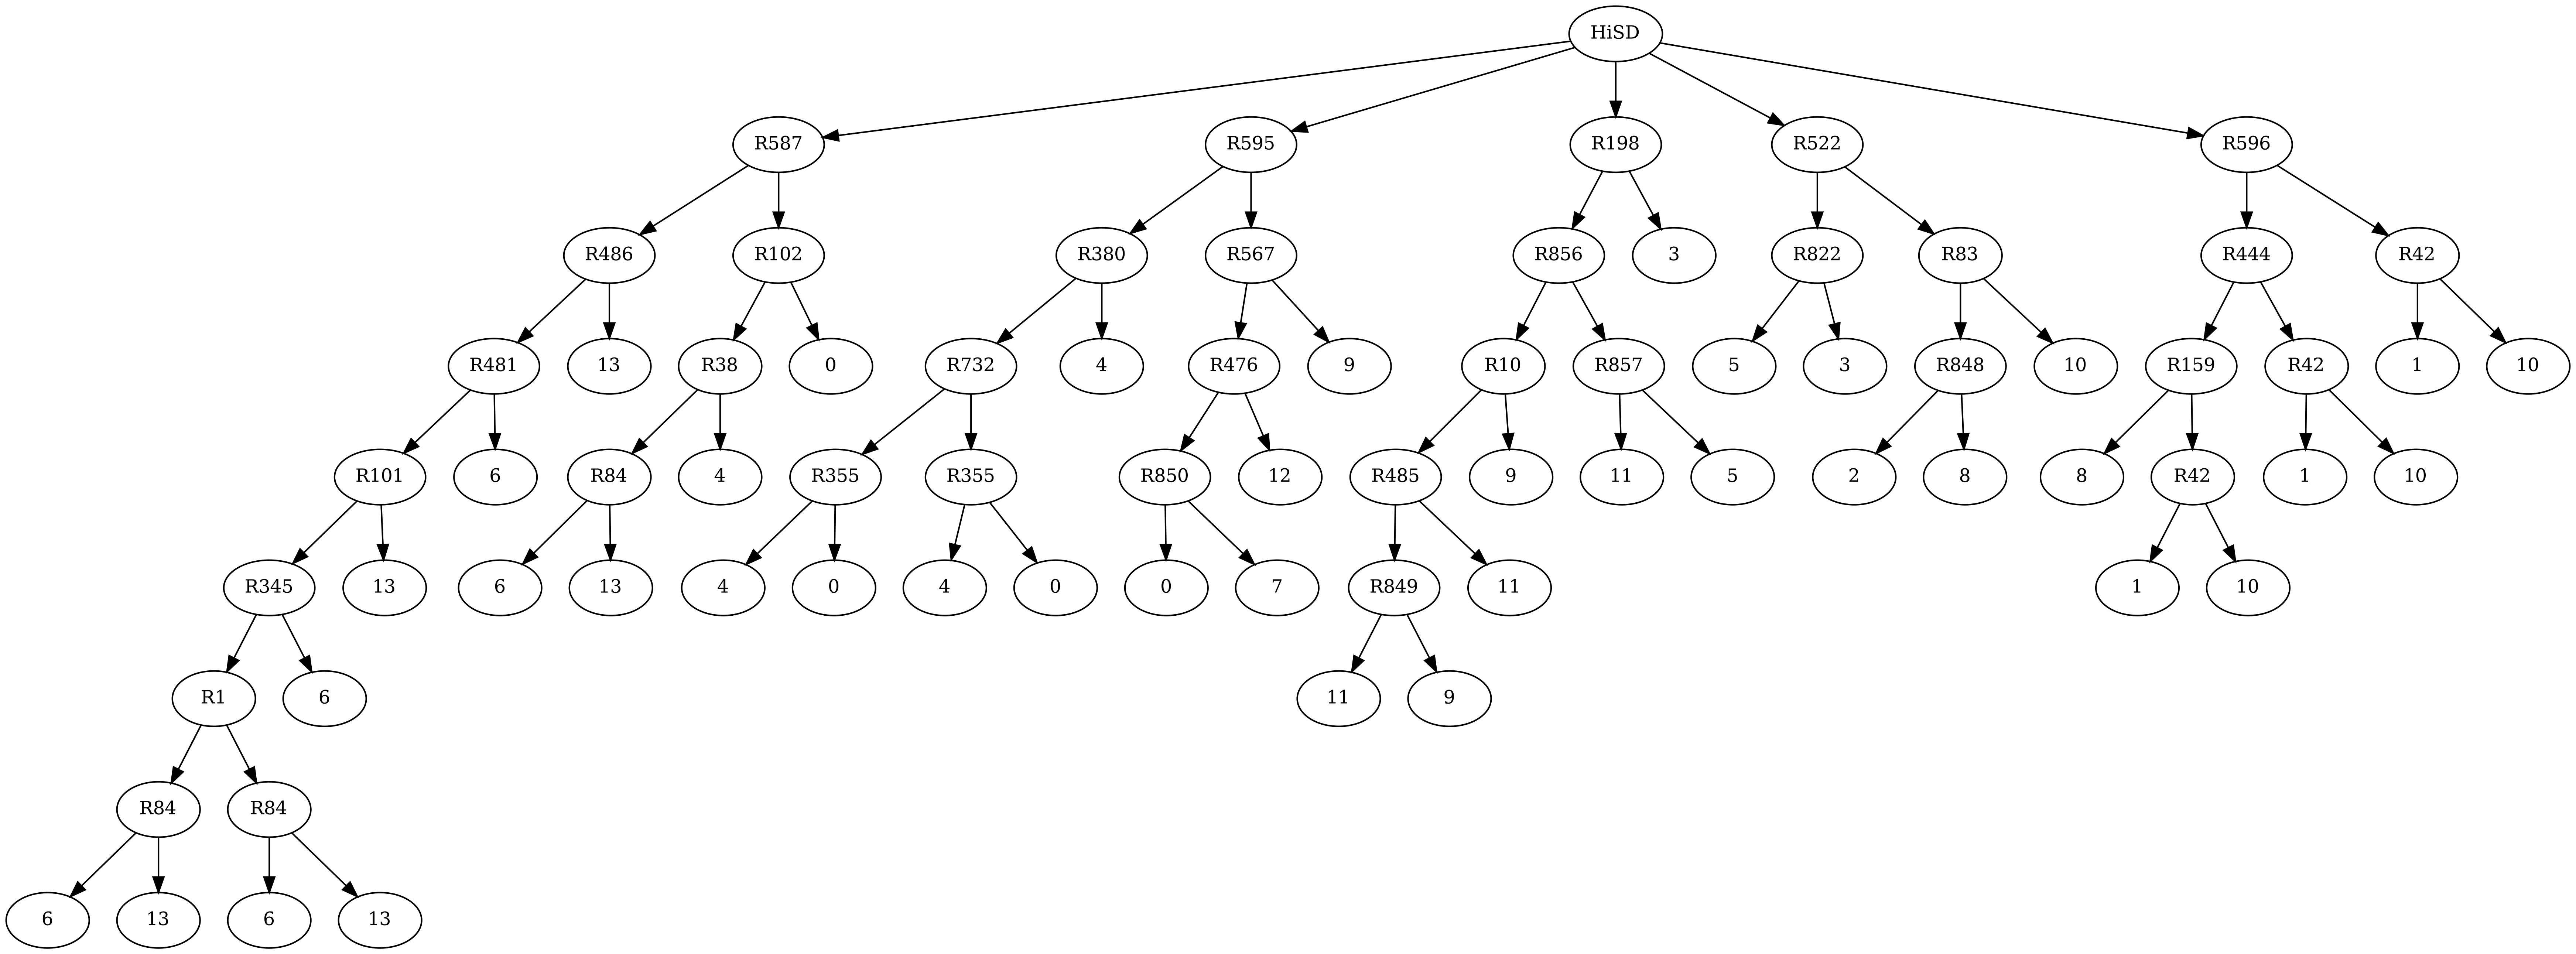 HiSD
R587 R595 R198 R522 R596
R486 R102 R380 R567 R856 3 R822 R83 R444 R42
R481 13 R38 0 R732 4 R476 9 R10 R857 5 3 R848 10 R159 R42 1 10
R101 6 R84 4 R355 R355 R850 12 R485 9 11 5 2 8 8 R42 1 10
R345 13 6 13 4 0 4 0 0 7 R849 11 1 10
R1 6 11 9
R84 R84
6 13 6 13